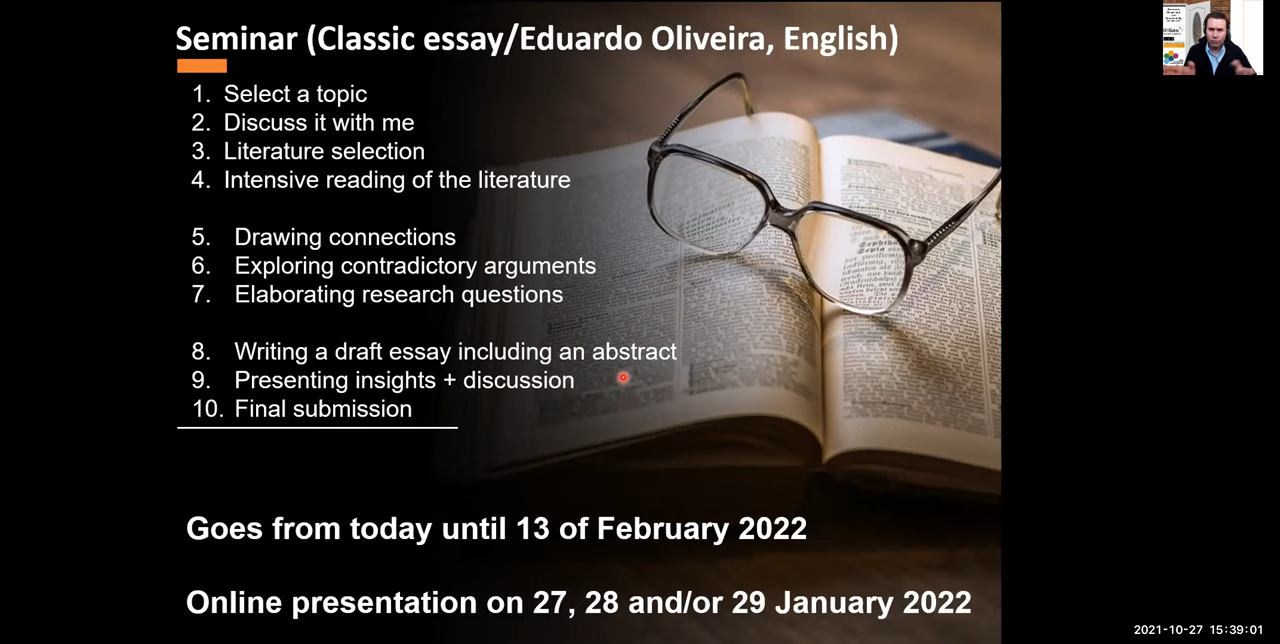 Seminar (Classic essay/Eduardo Oliveira, English)
1. Select a topic
2. Discuss it with me
3. Literature selection
4. Intensive reading of the literature
5. Drawing connections
6. Exploring contradictory arguments
7. Elaborating research questions
8. Writing a draft essay including an abstract
9. Presenting insights + discussion
10. Final submission
Goes from today until 13 of February 2022
Online presentation on 27, 28 and/or 29 January 2022
2021-10-27 15:39:01